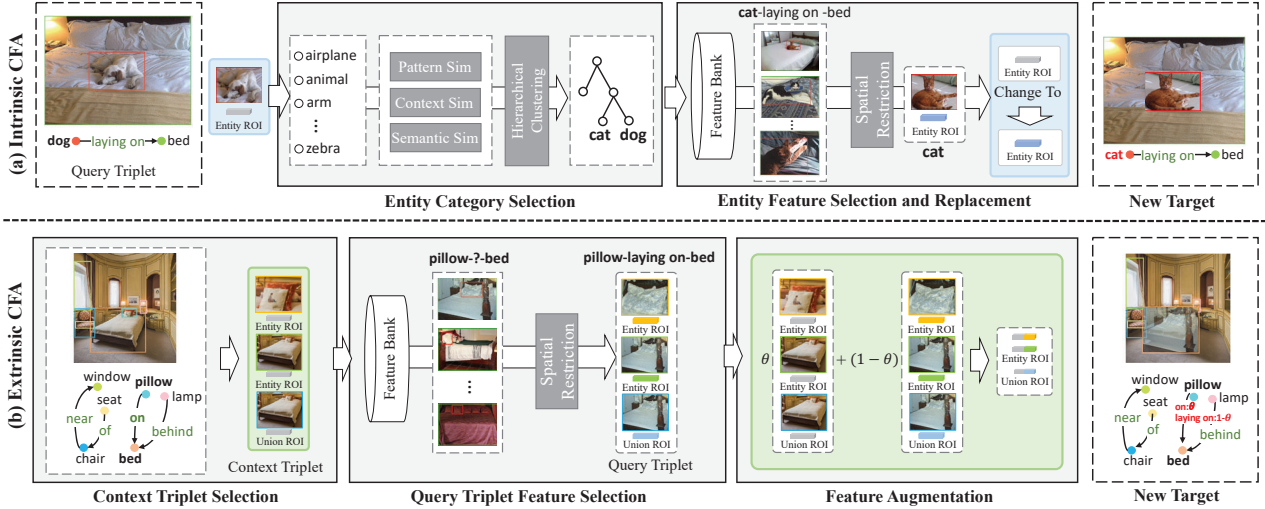 (a) Intrinsic CFA
dog laying on bed
Query Triplet
Entity ROI
airplane
animal
arm
⋮
zebra
Pattern Sim
Context Sim
Semantic Sim
Hierarchical
Clustering
cat dog
Entity Category Selection
Feature Bank
cat-laying on -bed
⋮
Spatial
Restriction
Entity ROI
cat
Entity ROI
Change To
Entity ROI
Entity Feature Selection and Replacement
cat laying on bed
New Target
(b) Extrinsic CFA
window
seat
pillow
lamp
near
of
on
behind
chair
bed
Entity ROI
Entity ROI
Union ROI
Context Triplet
Context Triplet Selection
Feature Bank
pillow-?-bed
⋮
Spatial
Restriction
pillow-laying on-bed
Entity ROI
Entity ROI
Union ROI
Query Triplet
Query Triplet Feature Selection
θ
Entity ROI
Entity ROI
Union ROI
+ (1 − θ)
Entity ROI
Entity ROI
Union ROI
Entity ROI
Union ROI
Feature Augmentation
window
seat
pillow
lamp
on:θ
laying on:1-θ
near
of
behind
chair
bed
New Target